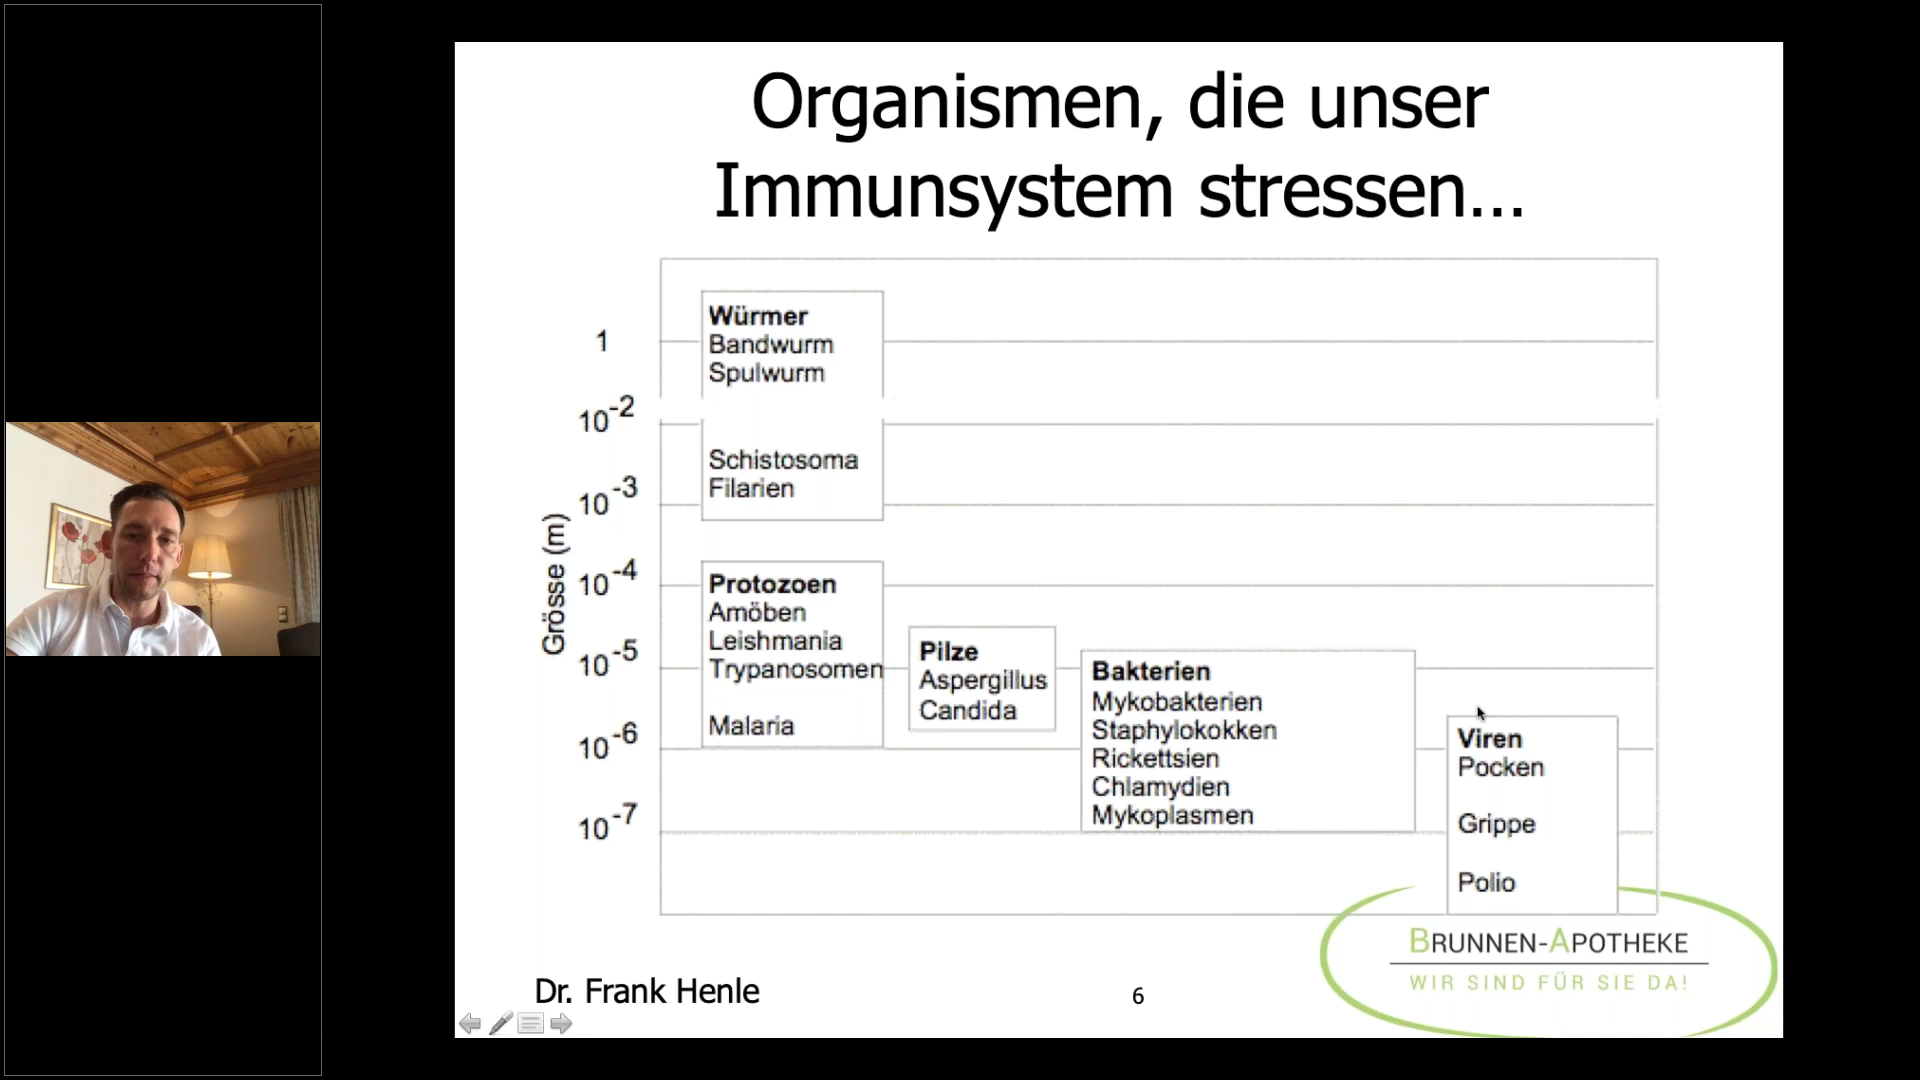 Organismen, die unser
Immunsystem stressen...
Grösse (m)
1
10-2
10-3
10-4
10-5
10-6
10-7
Würmer
Bandwurm
Spulwurm
Schistosoma
Filarien
Protozoen
Amöben
Leishmania
Trypanosomen
Malaria
Pilze
Aspergillus
Candida
Bakterien
Mykobakterien
Staphylokokken
Rickettsien
Chlamydien
Mykoplasmen
Viren
Pocken
Grippe
Polio
BRUNNEN-APOTHEKE
WIR SIND FÜR SIE DA!
Dr. Frank Henle
6